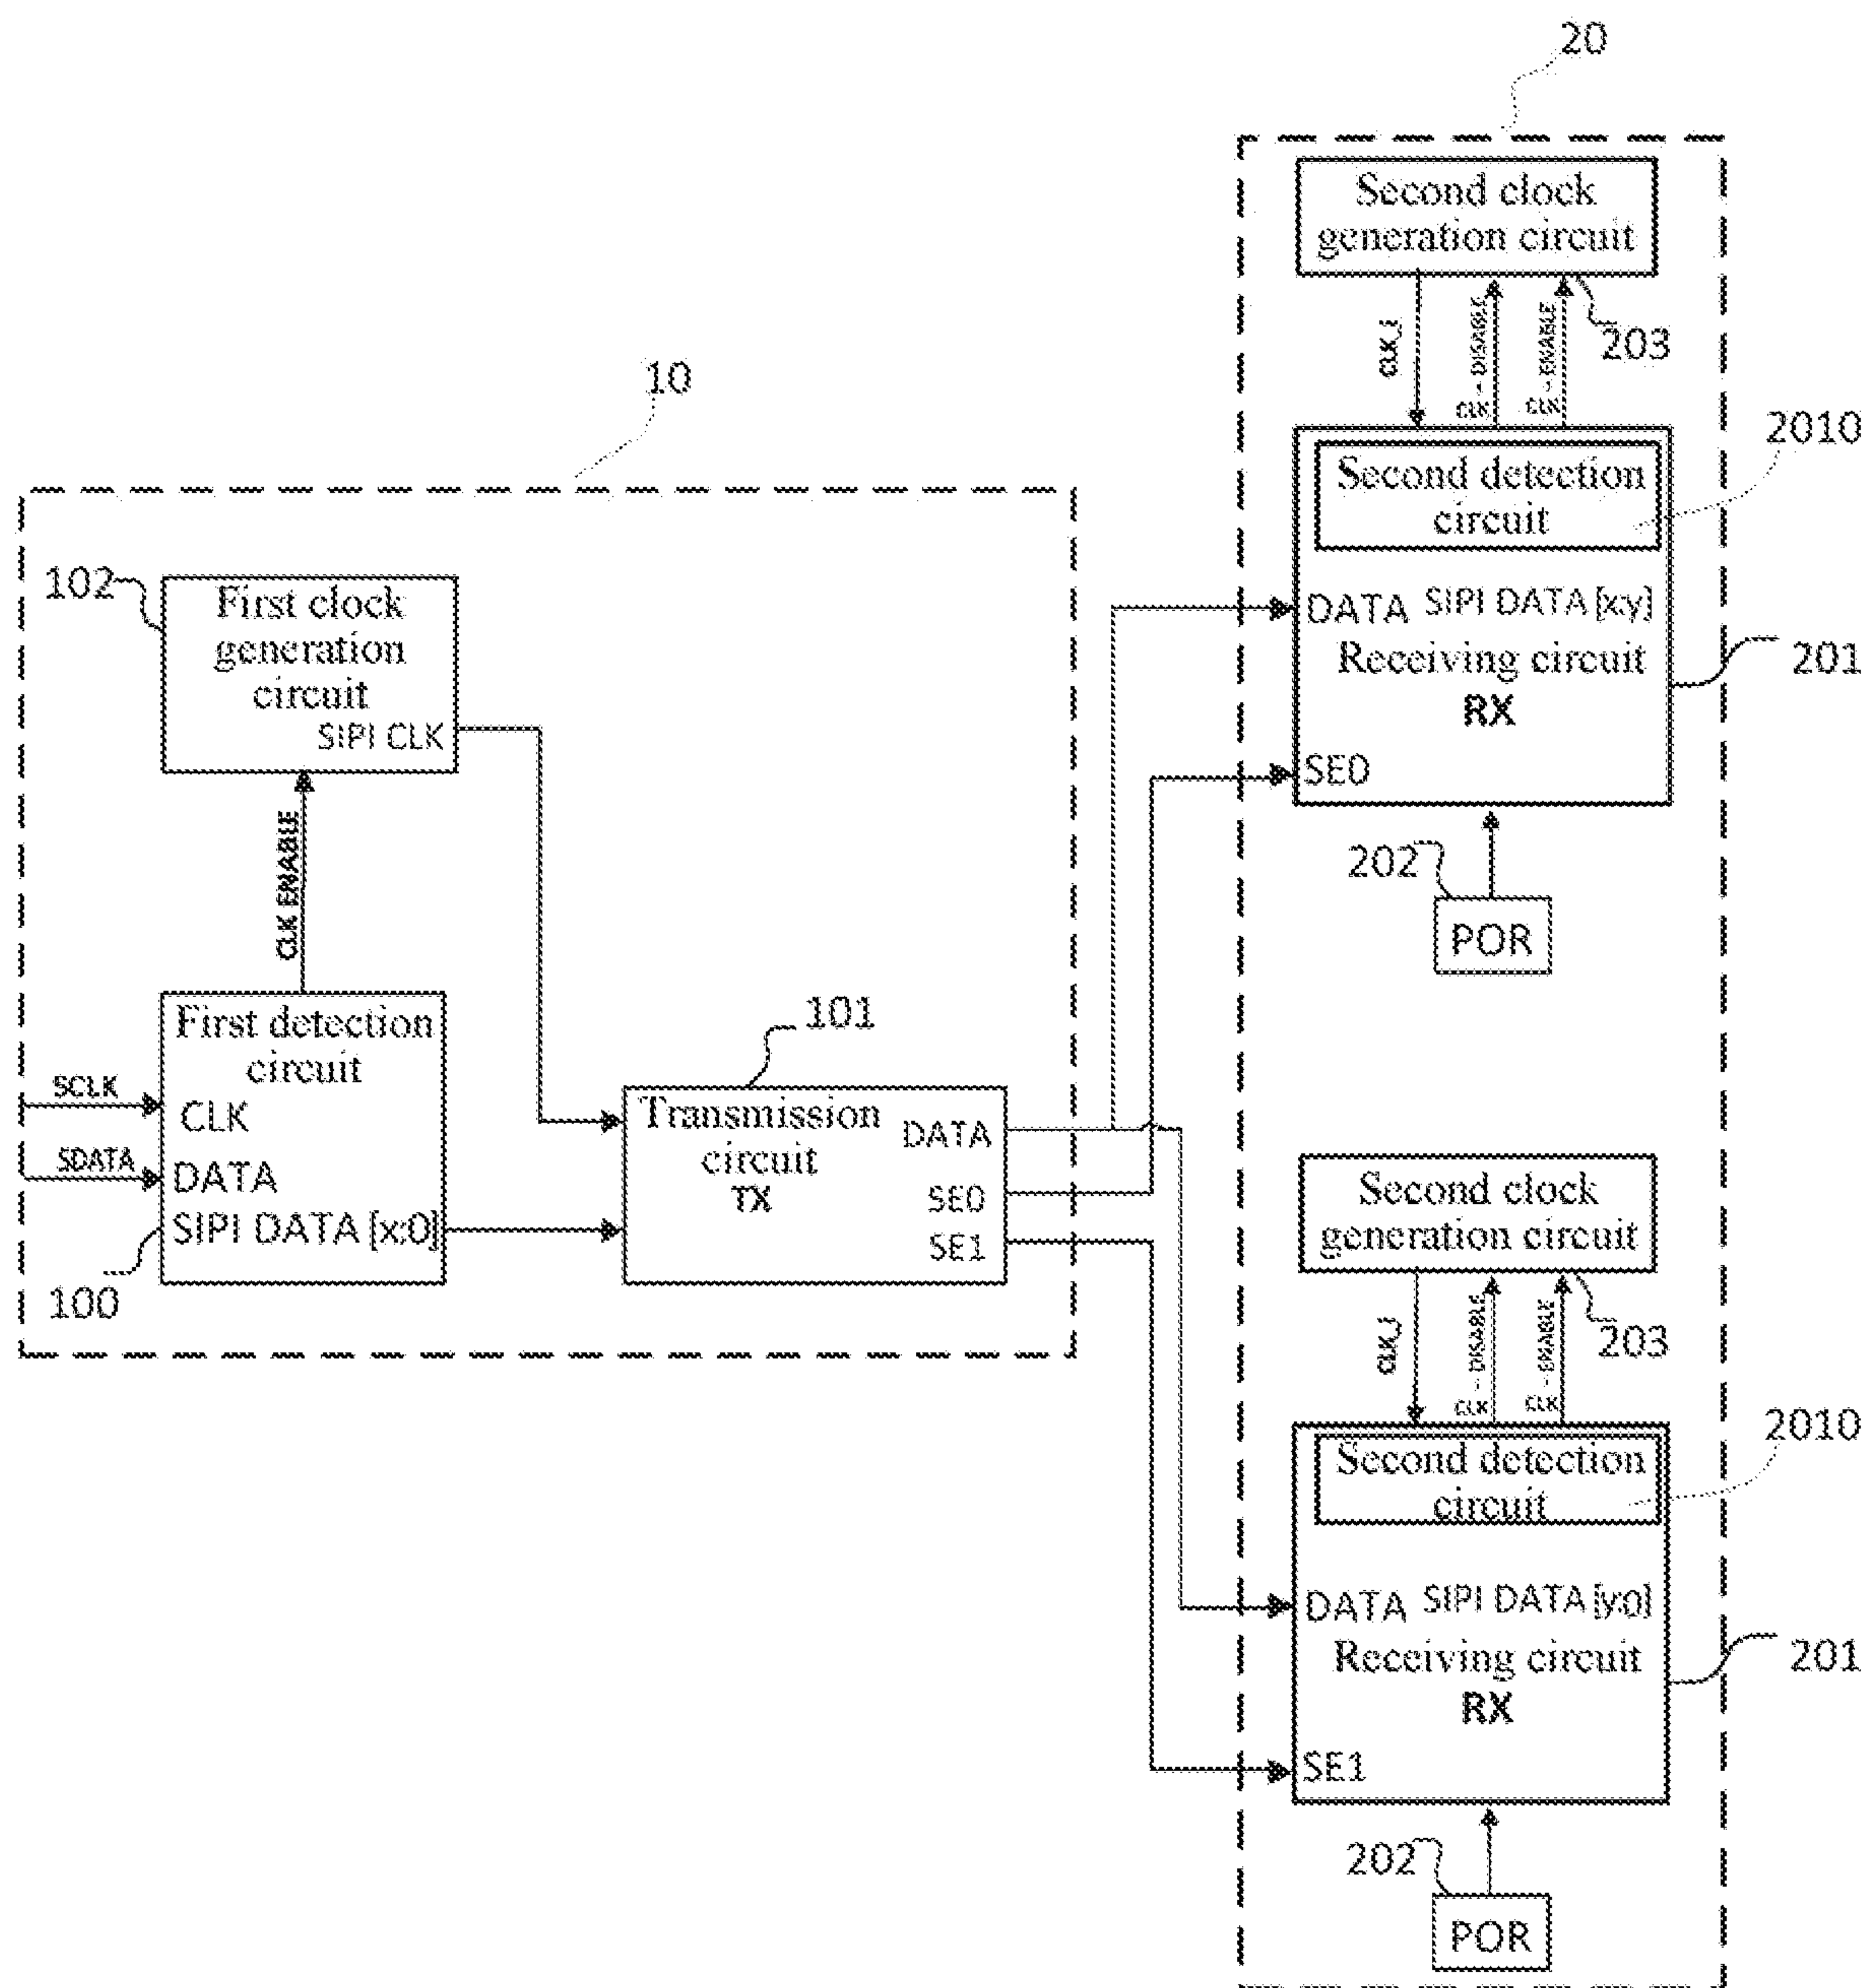 20
Second clock
generation circuit
203
CLK_i
CLK - DISABLE
CLK - ENABLE
2010
Second detection
circuit
DATA SIPI DATA [x:y]
Receiving circuit
RX
201
SE0
202
POR
10
102
First clock
generation
circuit
SIPI CLK
CLK ENABLE
First detection
circuit
SCLK
CLK
SDATA
DATA
SIPI DATA [x:0]
100
101
Transmission
circuit
TX
DATA
SE0
SE1
Second clock
generation circuit
203
CLK_i
CLK - DISABLE
CLK - ENABLE
2010
Second detection
circuit
DATA SIPI DATA [y:0]
Receiving circuit
RX
201
SE1
202
POR